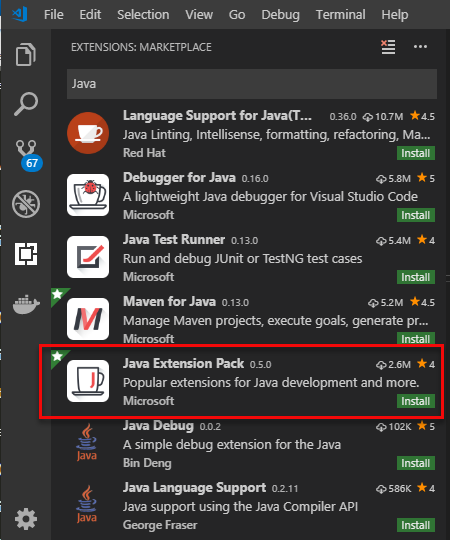 File Edit Selection View Go Debug Terminal Help
EXTENSIONS: MARKETPLACE
Java
Language Support for Java(T... 0.36.0 10.7M 4.5
Java Linting, Intellisense, formatting, refactoring, Ma...
Red Hat Install
Debugger for Java 0.16.0 5.8M 5
A lightweight Java debugger for Visual Studio Code
Microsoft Install
67
Java Test Runner 0.13.0 5.4M 4
Run and debug JUnit or TestNG test cases
Microsoft Install
Maven for Java 0.13.0 5.2M 4.5
Manage Maven projects, execute goals, generate pr...
Microsoft Install
Java Extension Pack 0.5.0 2.6M 4
Popular extensions for Java development and more.
Microsoft Install
Java Debug 0.0.2 102K 5
A simple debug extension for the Java
Java
Bin Deng Install
Java Language Support 0.2.11 586K 4
Java support using the Java Compiler API
Java
George Fraser Install